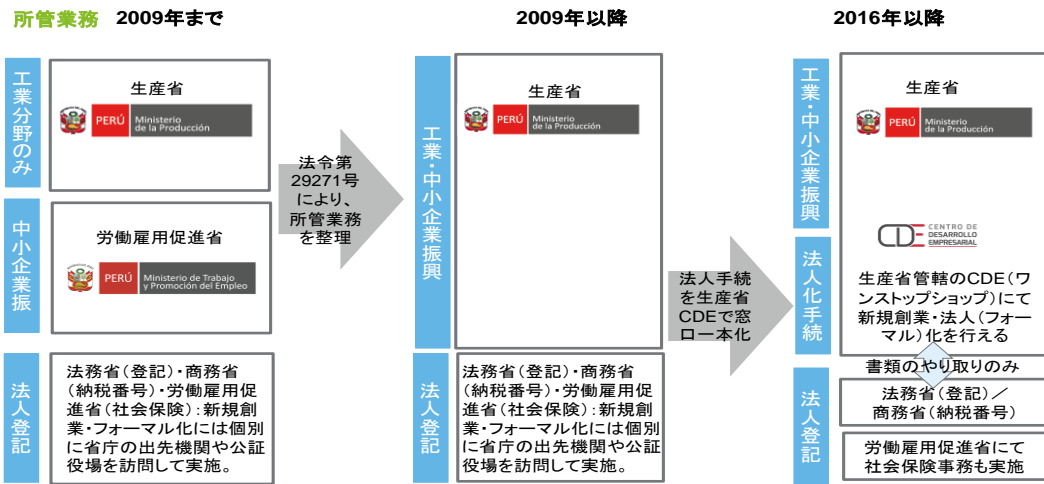 所管業務
2009年まで
2009年以降
2016年以降
工業分野のみ
生産省
PERÚ
Ministerio
de la Producción
中小企業振
労働雇用促進省
PERÚ
Ministerio de Trabajo
y Promoción del Empleo
法人登記
法務省(登記)・商務省
(納税番号)・労働雇用促
進省(社会保険):新規創
業・フォーマル化には個別
に省庁の出先機関や公証
役場を訪問して実施。
法令第
29271号
により、
所管業務
を整理
工業・中小企業振興
生産省
PERÚ
Ministerio
de la Producción
法人登記
法務省(登記)・商務省
(納税番号)・労働雇用促
進省(社会保険):新規創
業・フォーマル化には個別
に省庁の出先機関や公証
役場を訪問して実施。
法人手続
を生産省
CDEで窓
口一本化
工業・中小企業振興
生産省
PERÚ
Ministerio
de la Producción
CDE
CENTRO DE
DESARROLLO
EMPRESARIAL
法人化手続
生産省管轄のCDE(ワ
ンストップショップ)にて
新規創業・法人(フォー
マル)化を行える
書類のやり取りのみ
法人登記
法務省(登記)/
商務省(納税番号)
労働雇用促進省にて
社会保険事務も実施